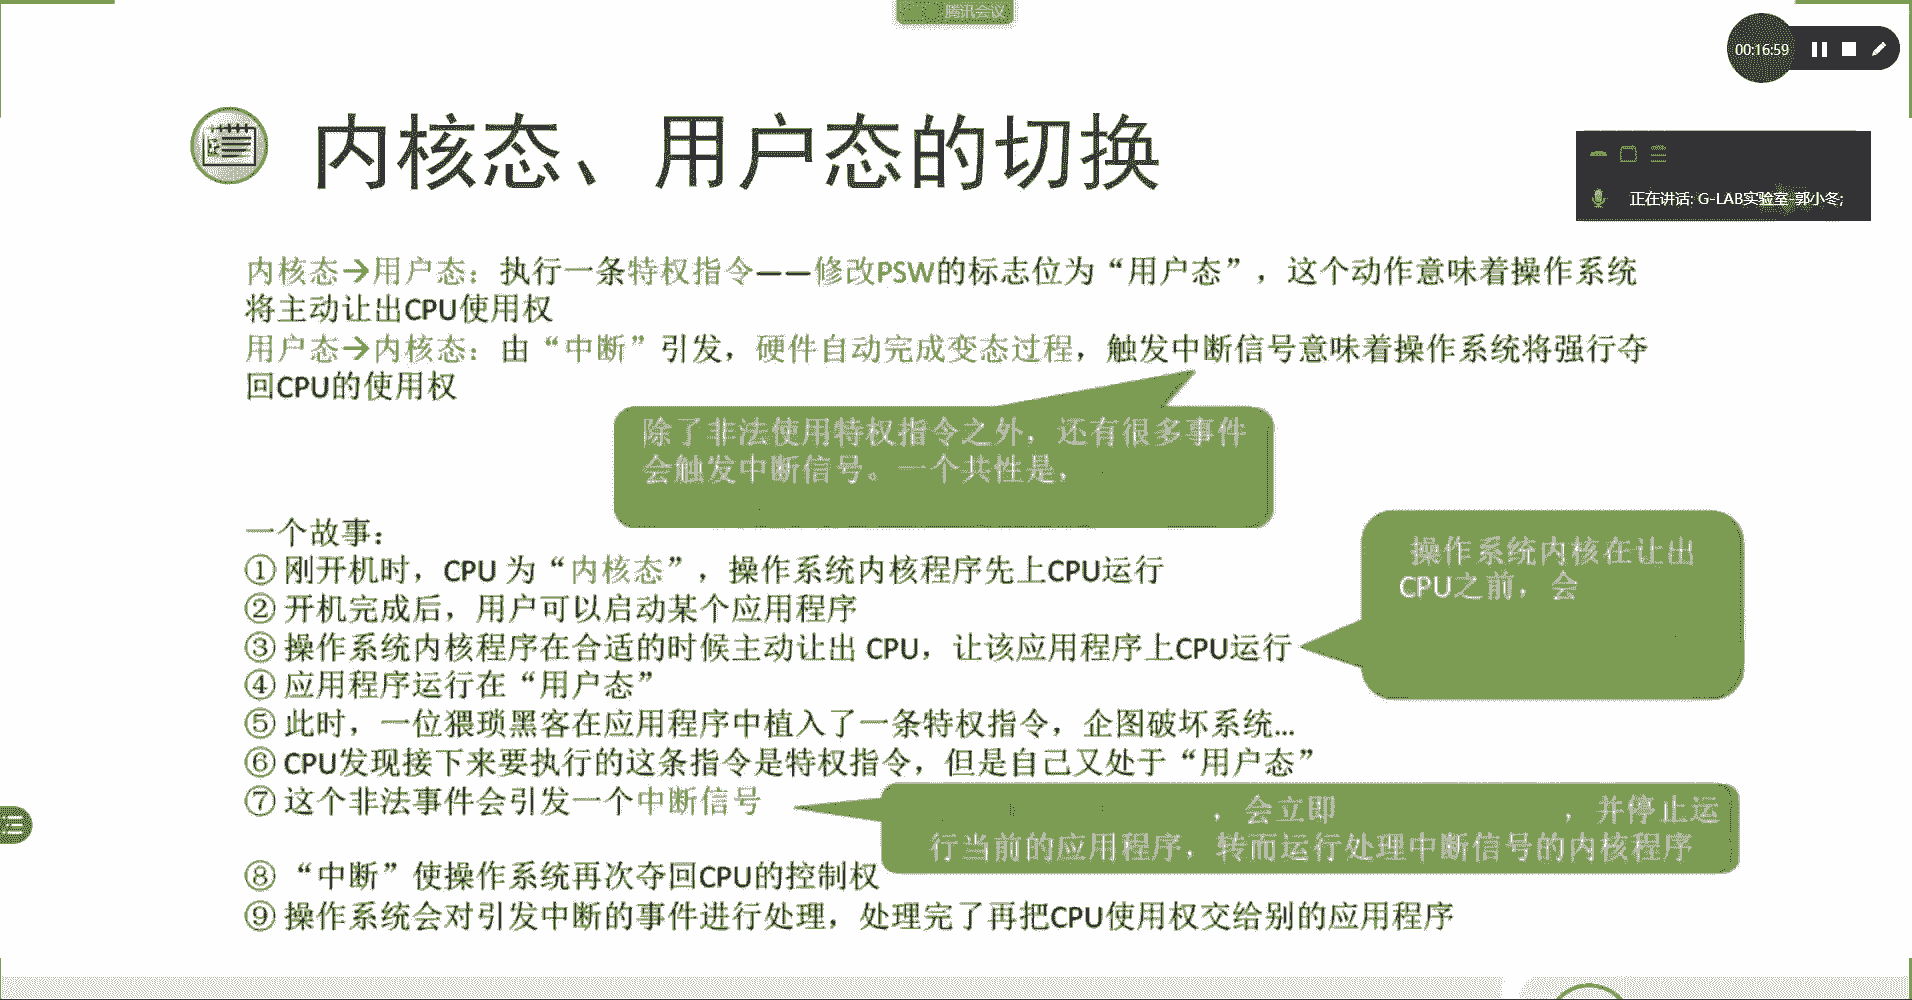 腾讯会议
00:16:59
内核态、用户态的切换
正在讲话: G-LAB实验室-郭小冬;
内核态→用户态：执行一条特权指令——修改PSW的标志位为“用户态”，这个动作意味着操作系统
将主动让出CPU使用权
用户态→内核态：由“中断”引发，硬件自动完成变态过程，触发中断信号意味着操作系统将强行夺
回CPU的使用权
除了非法使用特权指令之外，还有很多事件
会触发中断信号。一个共性是，
一个故事：
① 刚开机时，CPU 为“内核态”，操作系统内核程序先上CPU运行
② 开机完成后，用户可以启动某个应用程序
③ 操作系统内核程序在合适的时候主动让出 CPU，让该应用程序上CPU运行
操作系统内核在让出
CPU之前，会
④ 应用程序运行在“用户态”
⑤ 此时，一位猥琐黑客在应用程序中植入了一条特权指令，企图破坏系统...
⑥ CPU发现接下来要执行的这条指令是特权指令，但是自己又处于“用户态”
⑦ 这个非法事件会引发一个中断信号
，会立即 ，并停止运
行当前的应用程序，转而运行处理中断信号的内核程序
⑧ “中断”使操作系统再次夺回CPU的控制权
⑨ 操作系统会对引发中断的事件进行处理，处理完了再把CPU使用权交给别的应用程序